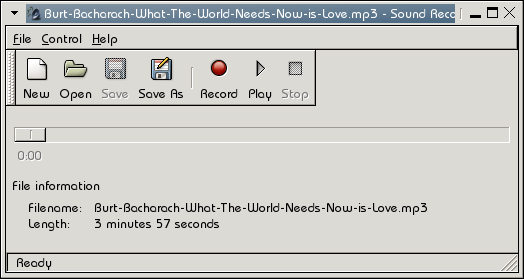 Burt-Bacharach-What-The-World-Needs-Now-is-Love.mp3 - Sound Reco
File Control Help
New Open Save Save As Record Play Stop
0:00
File information
Filename: Burt-Bacharach-What-The-World-Needs-Now-is-Love.mp3
Length: 3 minutes 57 seconds
Ready